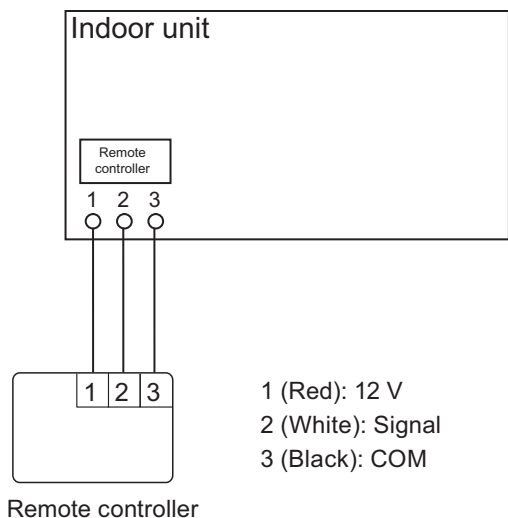 Indoor unit
Remote
controller
1 2 3
1 2 3
1 (Red): 12 V
2 (White): Signal
3 (Black): COM
Remote controller